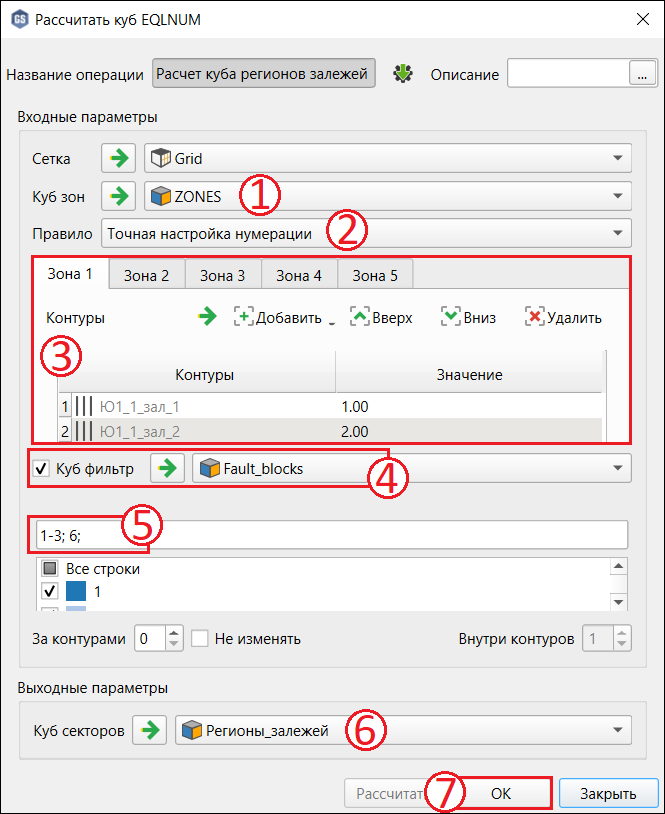 GS Рассчитать куб EQLNUM
Название операции Расчет куба регионов залежей Описание ...
Входные параметры
Сетка Grid
Куб зон ZONES 1
Правило Точная настройка нумерации 2
Зона 1 Зона 2 Зона 3 Зона 4 Зона 5
Контуры Добавить Вверх Вниз Удалить
3
Контуры Значение
1 Ю1_1_зал_1 1.00
2 Ю1_1_зал_2 2.00
Куб фильтр Fault_blocks 4
5
1-3; 6;
Все строки
1
За контурами 0 Не изменять Внутри контуров 1
Выходные параметры
Куб секторов Регионы_залежей 6
Рассчитат 7 OK Закрыть